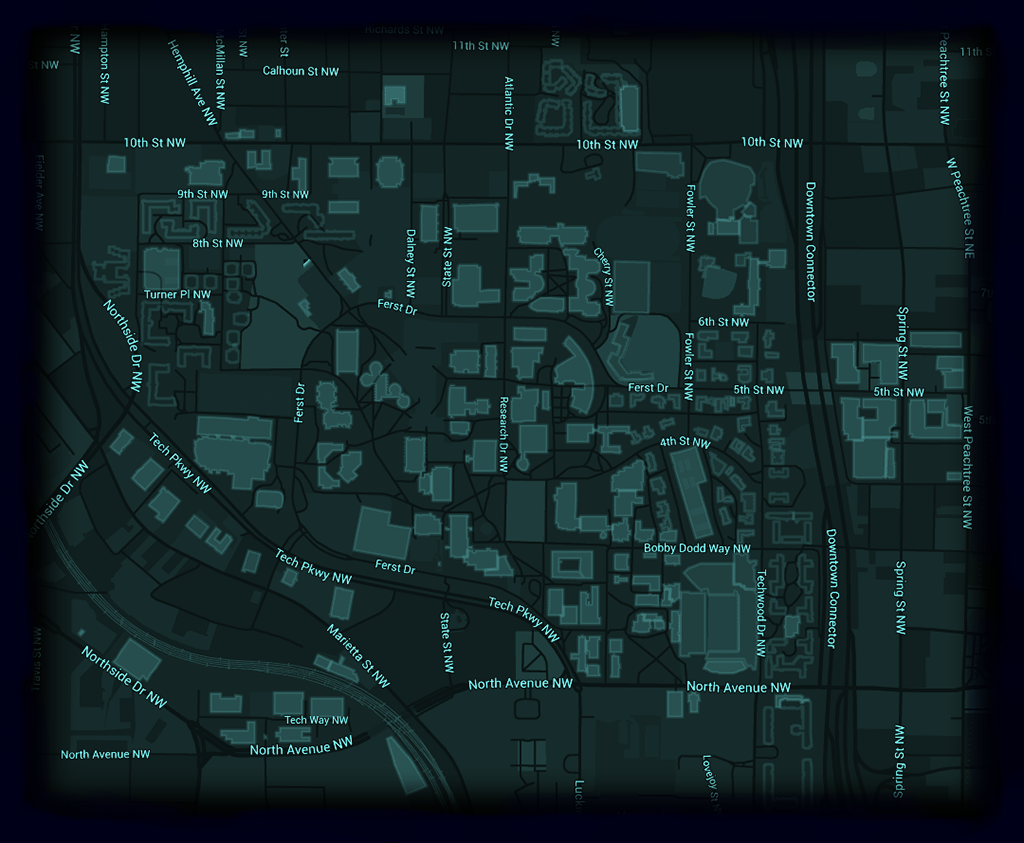 Richards St NW
11th St NW
11th S
NW
Hampton St NW
McMillan St NW
St NW
ter St
NW
St NW
Hemphill Ave NW
Calhoun St NW
Atlantic Dr NW
Peachtree St NW
10th St NW
10th St NW
10th St NW
Fielder Ave NW
9th St NW
9th St NW
Fowler St NW
Downtown Connector
W Peachtree St NE
8th St NW
Dalney St NW
State St NW
Cherry St NW
Turner Pl NW
Ferst Dr
6th St NW
Spring St NW
Northside Dr NW
Fowler St NW
Ferst Dr
Ferst Dr
5th St NW
5th St NW
Research Dr NW
West Peachtree St NW
4th St NW
Tech Pkwy NW
Northside Dr NW
Bobby Dodd Way NW
Downtown Connector
Tech Pkwy NW
Ferst Dr
Techwood Dr NW
Spring St NW
Tech Pkwy NW
State St NW
Marietta St NW
Travis St NW
Northside Dr NW
North Avenue NW
North Avenue NW
Tech Way NW
North Avenue NW
North Avenue NW
Spring St NW
Lovejoy St N
Lucki